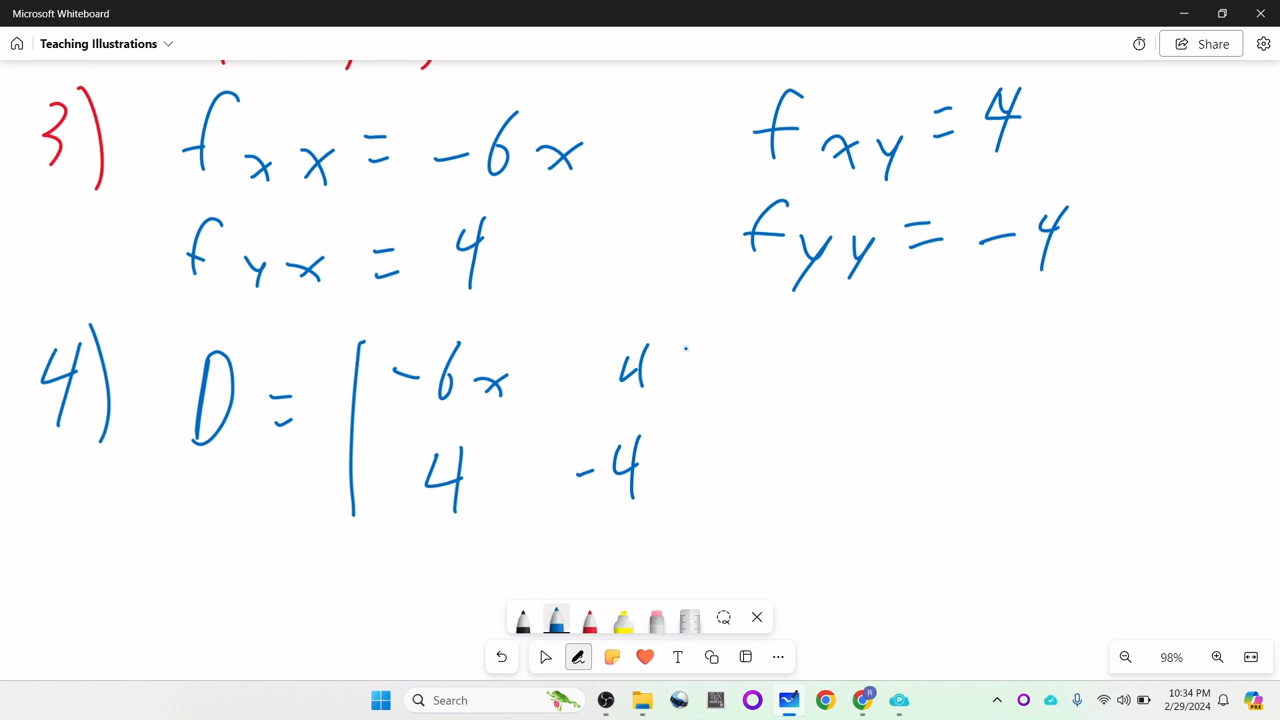 Microsoft Whiteboard
Teaching Illustrations
Share
3) fxx = -6x fxy = 4
fyx = 4 fyy = -4
4) D = | -6x 4
4 -4
98%
Search
10:34 PM
2/29/2024